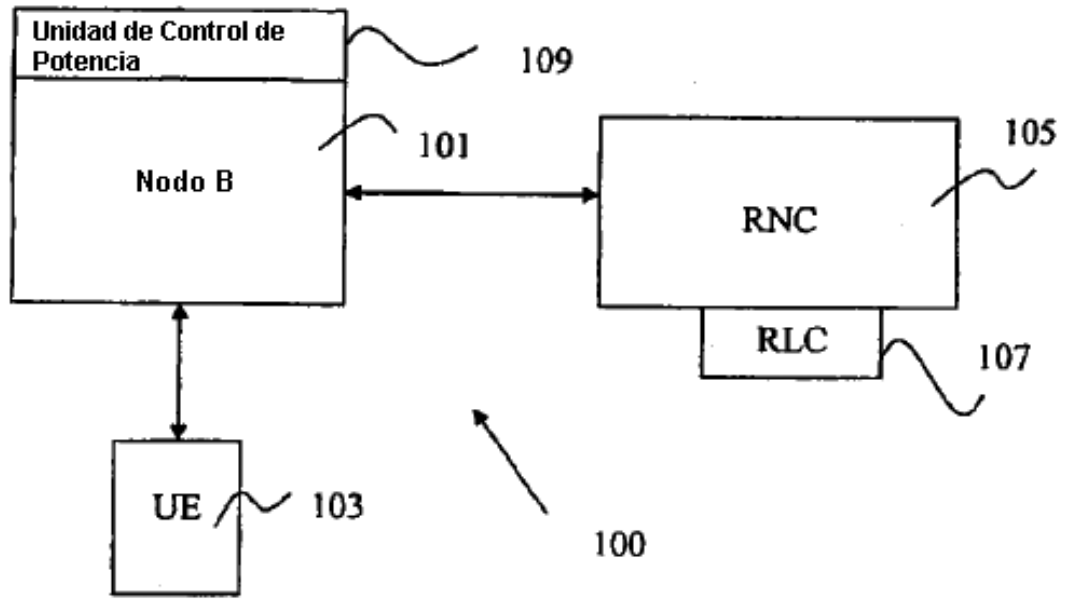 Unidad de Control de
Potencia
109
101
Nodo B
105
RNC
RLC
107
UE
103
100